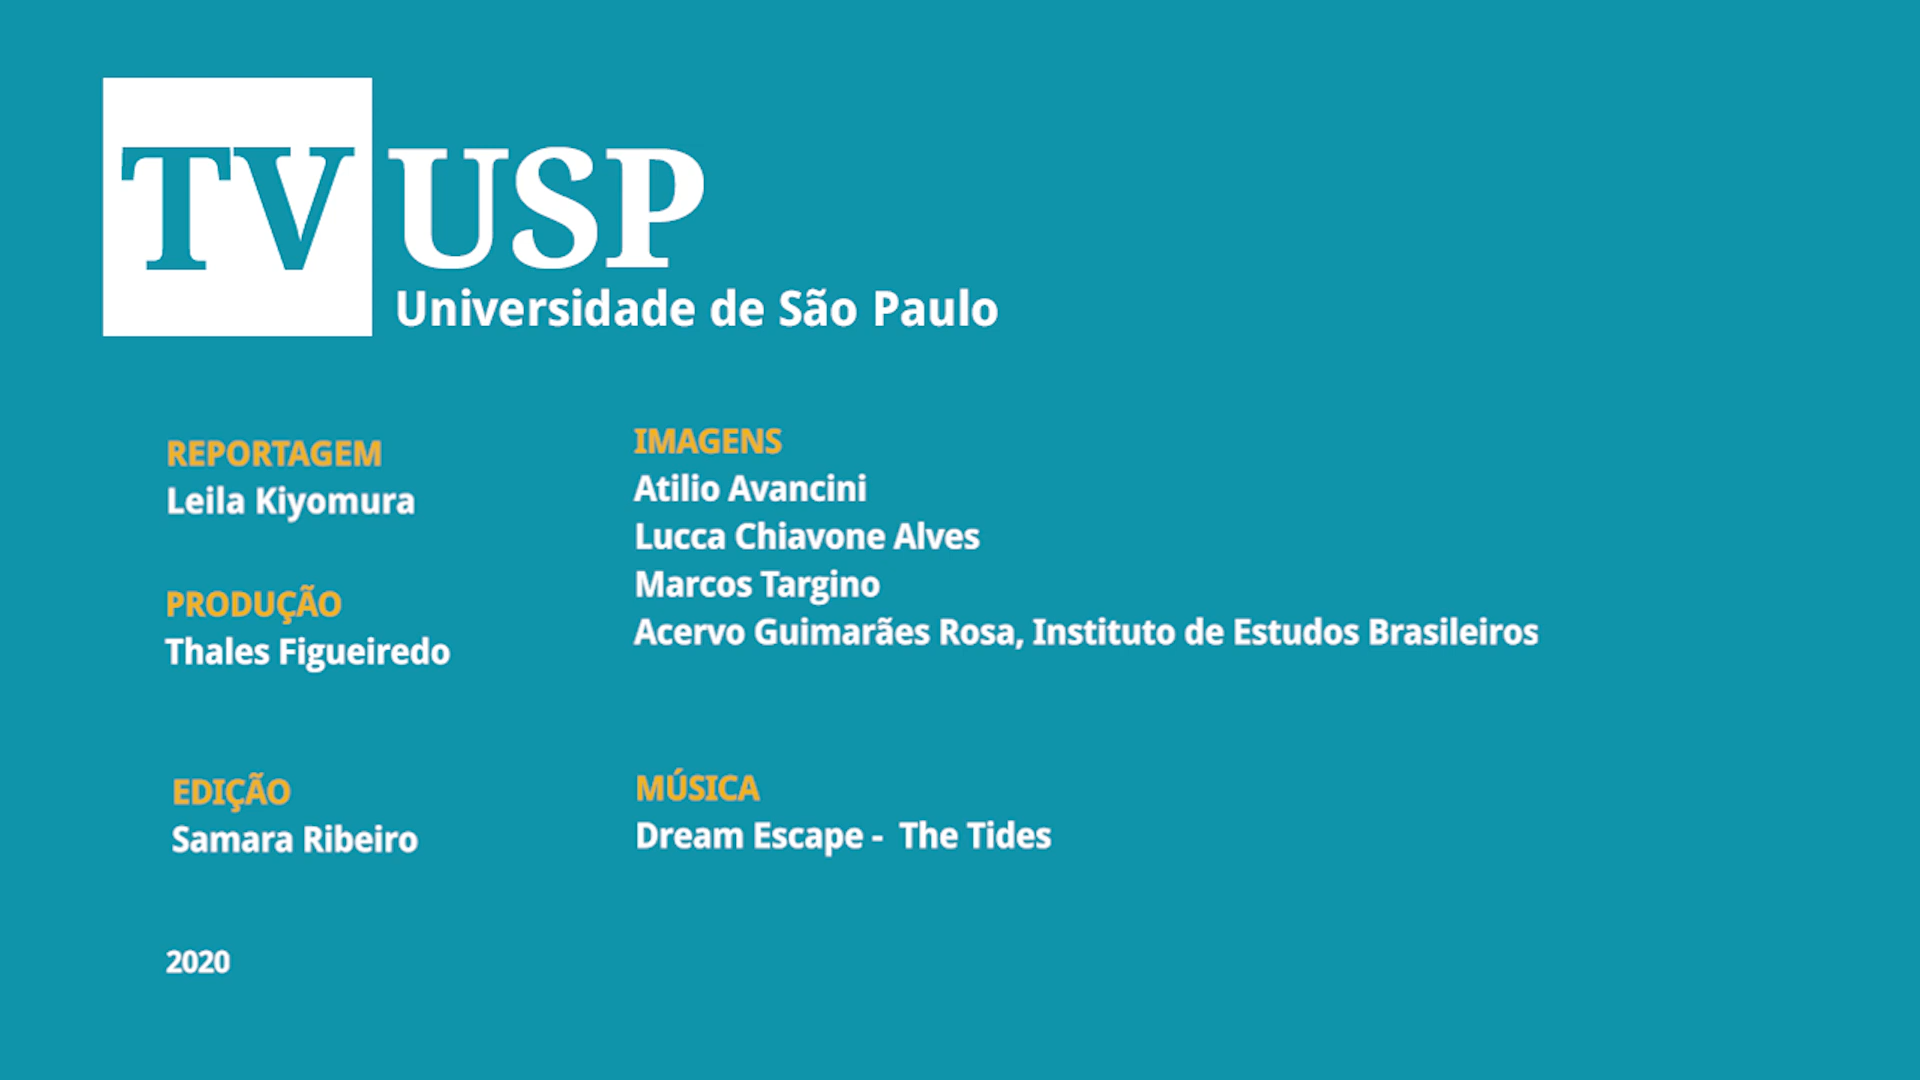 TV USP
Universidade de São Paulo
REPORTAGEM
Leila Kiyomura
PRODUÇÃO
Thales Figueiredo
EDIÇÃO
Samara Ribeiro
IMAGENS
Atilio Avancini
Lucca Chiavone Alves
Marcos Targino
Acervo Guimarães Rosa, Instituto de Estudos Brasileiros
MÚSICA
Dream Escape - The Tides
2020